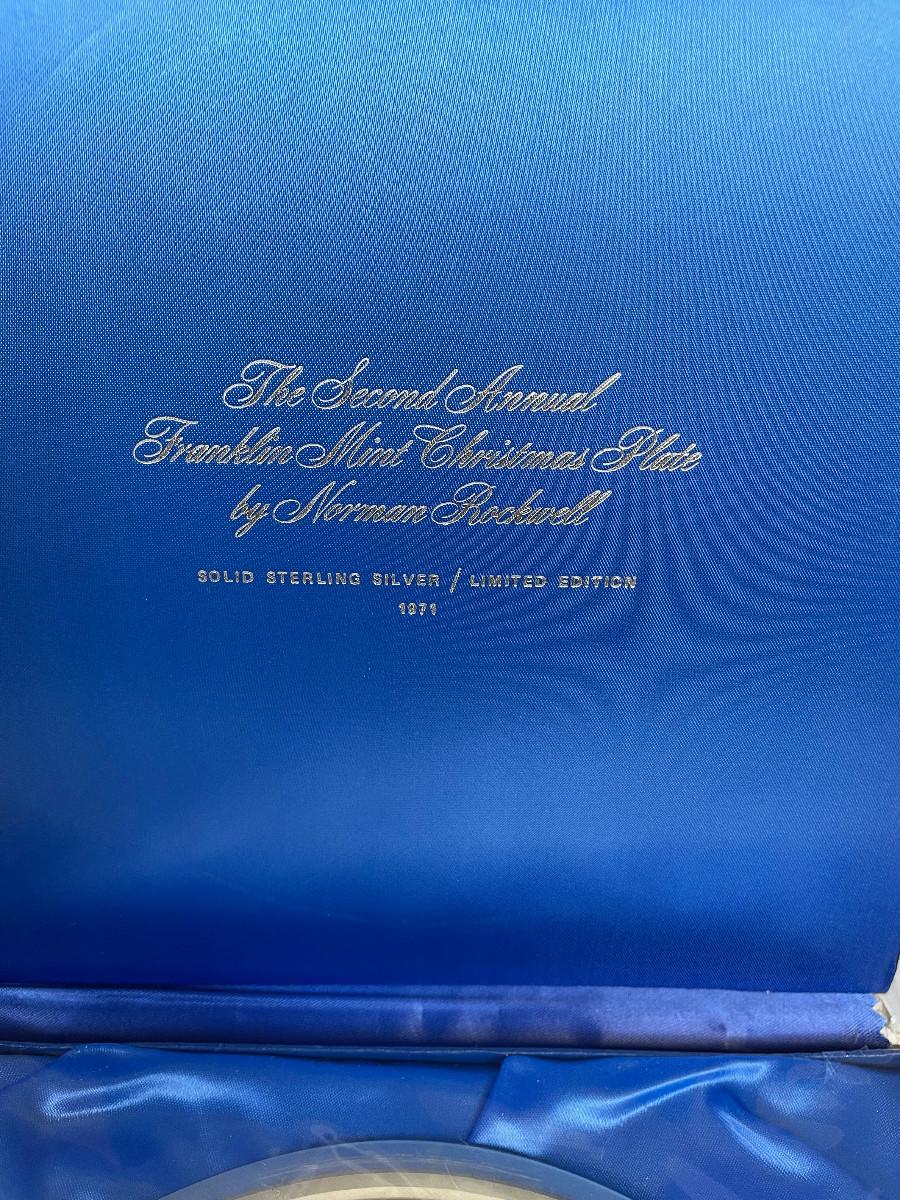 The Second Annual
Franklin Mint Christmas Plate
by Norman Rockwell
SOLID STERLING SILVER / LIMITED EDITION
1971